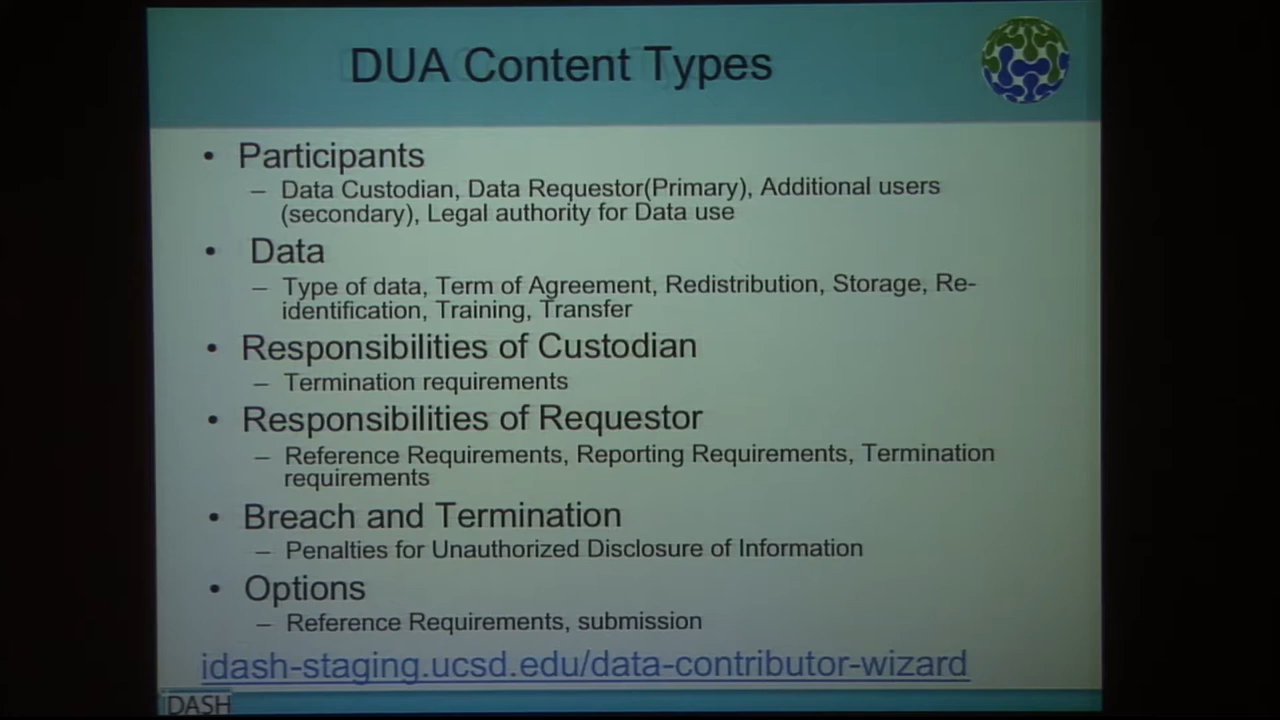 DUA Content Types
• Participants
– Data Custodian, Data Requestor(Primary), Additional users
(secondary), Legal authority for Data use
• Data
– Type of data, Term of Agreement, Redistribution, Storage, Re-
identification, Training, Transfer
• Responsibilities of Custodian
– Termination requirements
• Responsibilities of Requestor
– Reference Requirements, Reporting Requirements, Termination
requirements
• Breach and Termination
– Penalties for Unauthorized Disclosure of Information
• Options
– Reference Requirements, submission
idash-staging.ucsd.edu/data-contributor-wizard
iDASH